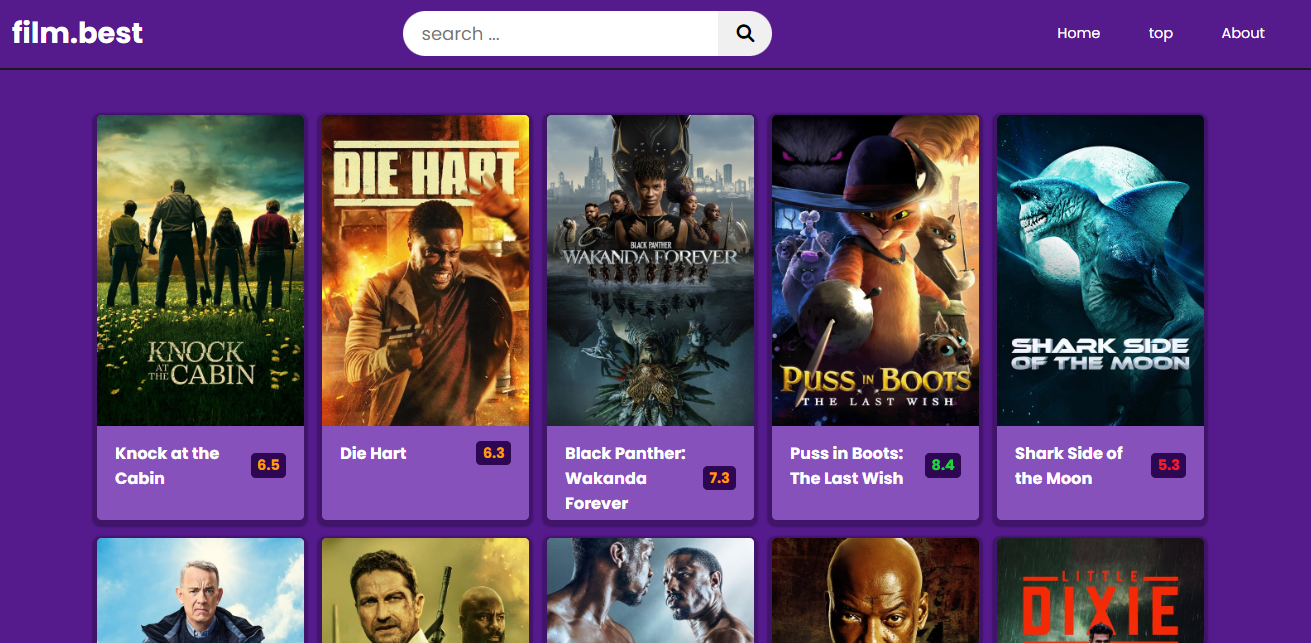 film.best
search ...
Home
top
About
KNOCK
AT
THE CABIN
DIE HART
BLACK PANTHER
WAKANDA FOREVER
PUSS IN BOOTS
THE LAST WISH
SHARK SIDE
OF THE MOON
Knock at the
Cabin
6.5
Die Hart
6.3
Black Panther:
Wakanda
Forever
7.3
Puss in Boots:
The Last Wish
8.4
Shark Side of
the Moon
5.3
LITTLE
DIXIE